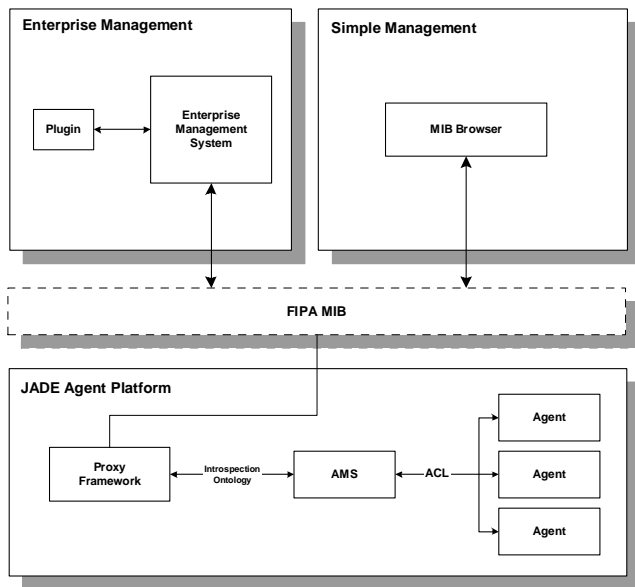 Enterprise Management
Plugin
Enterprise
Management
System
Simple Management
MIB Browser
FIPA MIB
JADE Agent Platform
Proxy
Framework
Introspection
Ontology
AMS
ACL
Agent
Agent
Agent